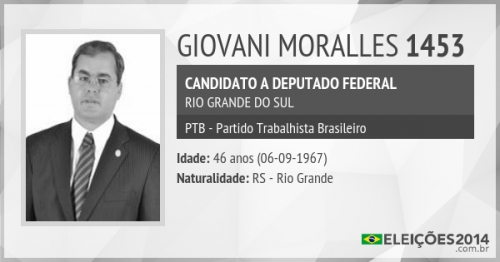 GIOVANI MORALLES 1453
CANDIDATO A DEPUTADO FEDERAL
RIO GRANDE DO SUL
PTB - Partido Trabalhista Brasileiro
Idade: 46 anos (06-09-1967)
Naturalidade: RS - Rio Grande
ELEIÇÕES2014
.com.br